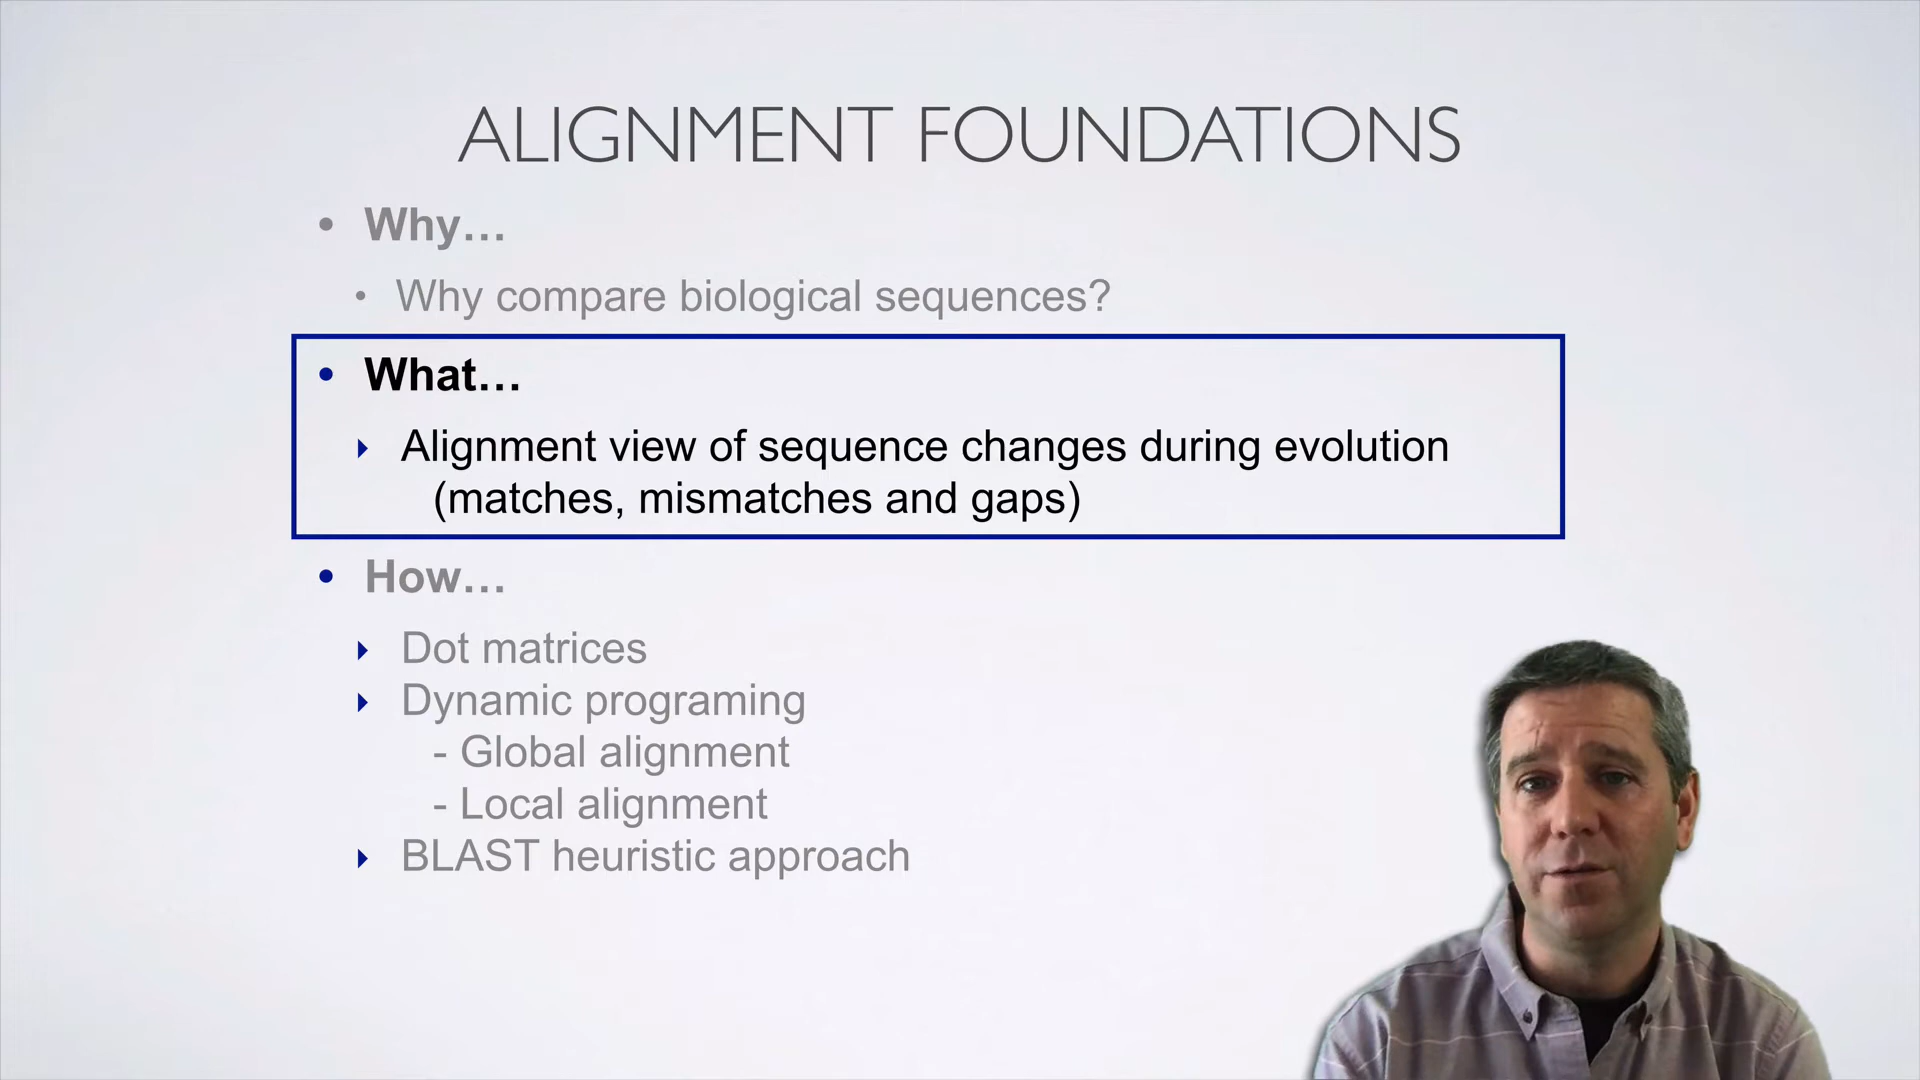 ALIGNMENT FOUNDATIONS
• Why…
• Why compare biological sequences?
• What…
‣ Alignment view of sequence changes during evolution
(matches, mismatches and gaps)
• How…
‣ Dot matrices
‣ Dynamic programing
- Global alignment
- Local alignment
‣ BLAST heuristic approach